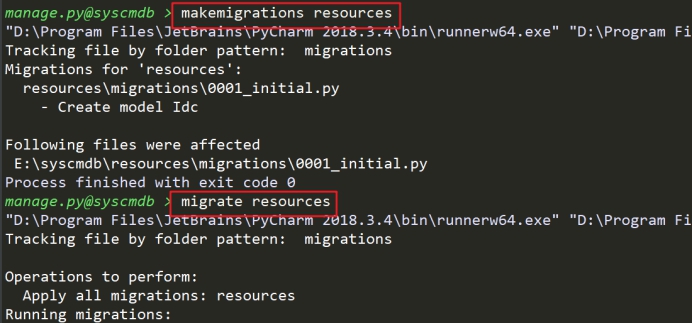 manage.py@syscmdb > makemigrations resources
"D:\Program Files\JetBrains\PyCharm 2018.3.4\bin\runnerw64.exe" "D:\Program Fi
Tracking file by folder pattern:  migrations
Migrations for 'resources':
  resources\migrations\0001_initial.py
    - Create model Idc
Following files were affected
 E:\syscmdb\resources\migrations\0001_initial.py
Process finished with exit code 0
manage.py@syscmdb > migrate resources
"D:\Program Files\JetBrains\PyCharm 2018.3.4\bin\runnerw64.exe" "D:\Program Fi
Tracking file by folder pattern:  migrations
Operations to perform:
  Apply all migrations: resources
Running migrations: